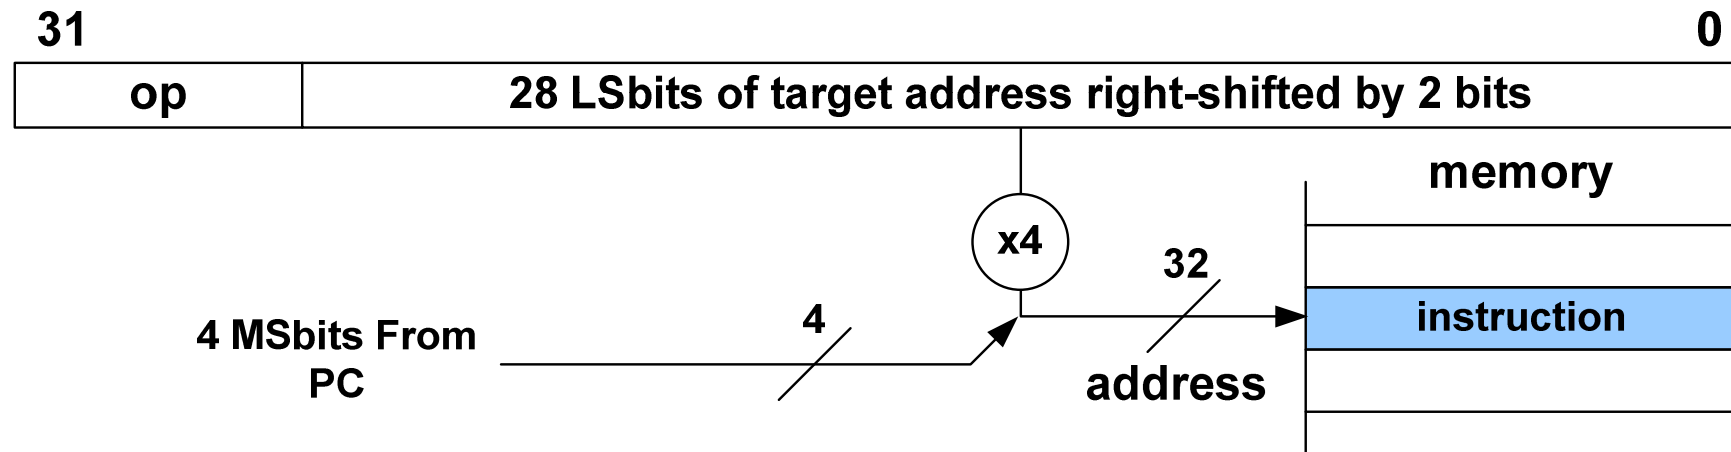 31 0
op 28 LSbits of target address right-shifted by 2 bits
memory
x4
32
4
instruction
4 MSbits From
PC
address